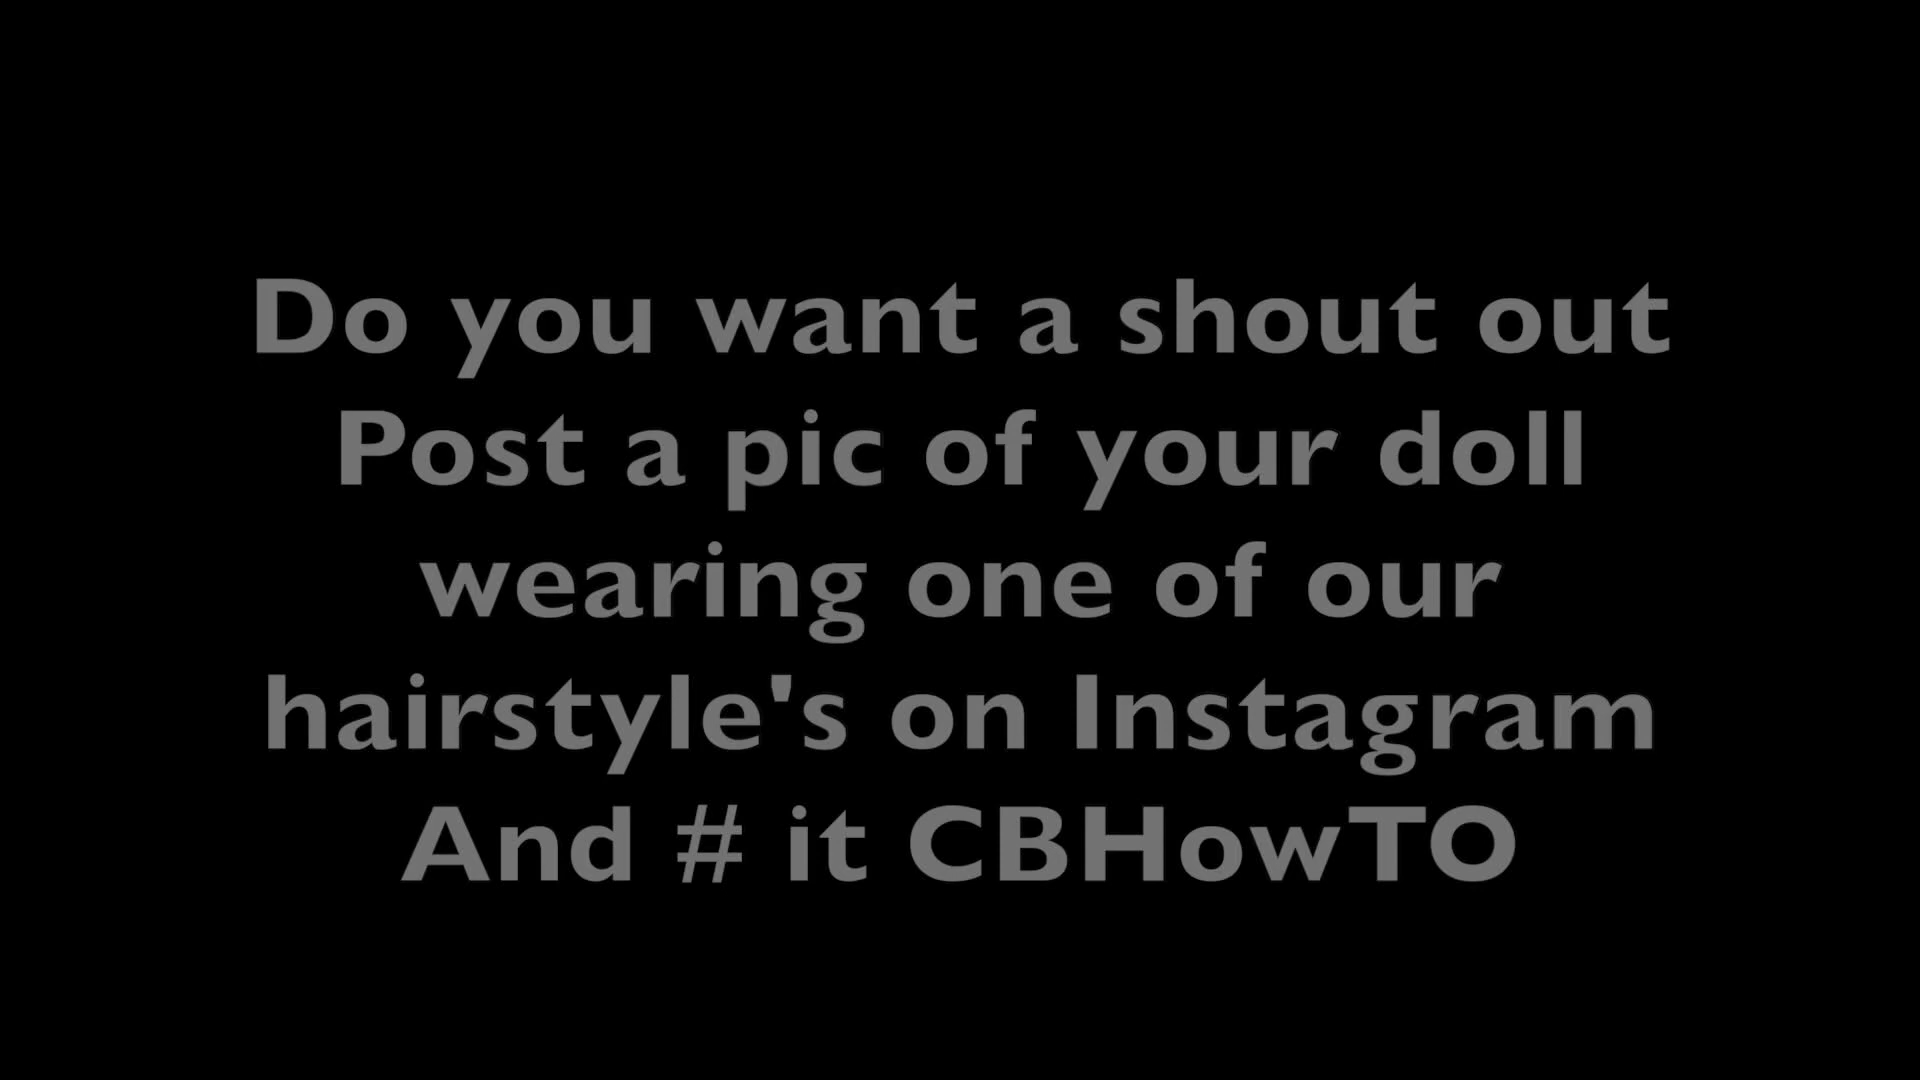 Do you want a shout out
Post a pic of your doll
wearing one of our
hairstyle's on Instagram
And # it CBHowTO